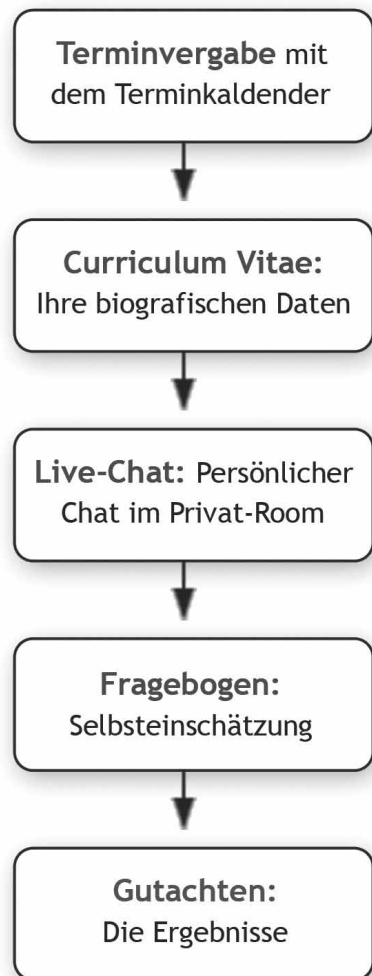 Terminvergabe mit
dem Terminkaldender
Curriculum Vitae:
Ihre biografischen Daten
Live-Chat: Persönlicher
Chat im Privat-Room
Fragebogen:
Selbsteinschätzung
Gutachten:
Die Ergebnisse